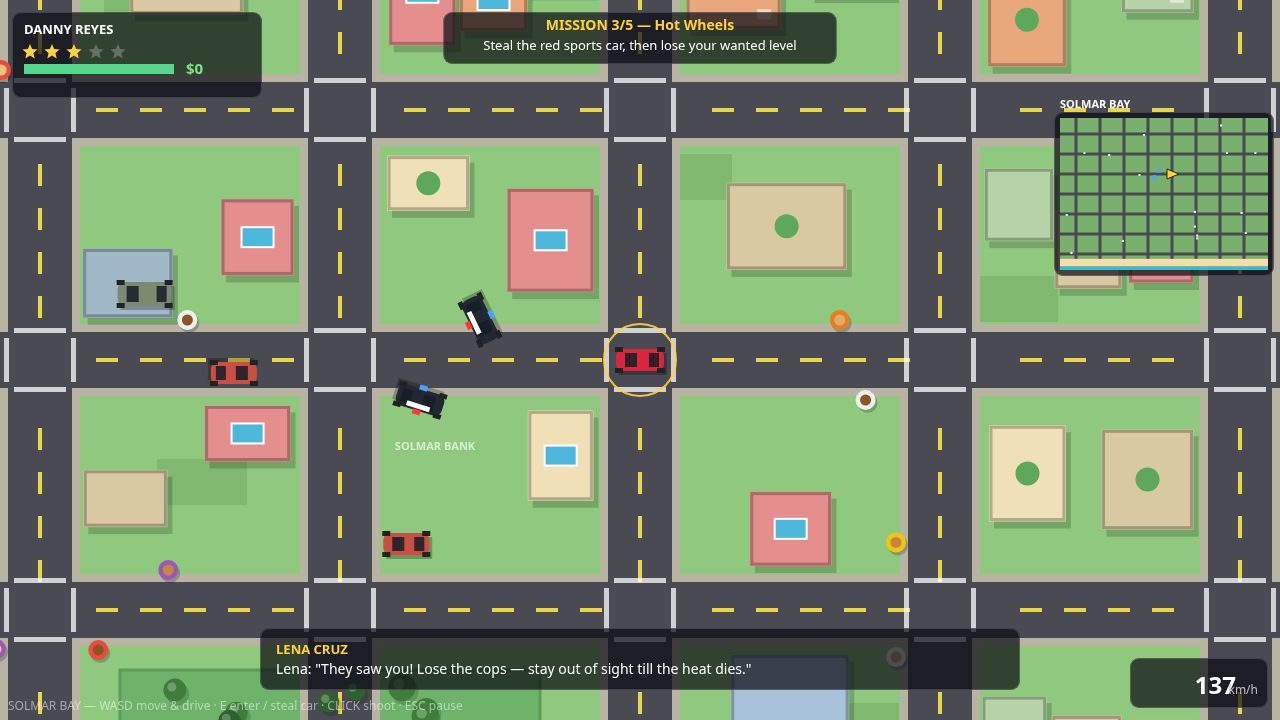 DANNY REYES
$0
MISSION 3/5 — Hot Wheels
Steal the red sports car, then lose your wanted level
SOLMAR BAY
SOLMAR BANK
LENA CRUZ
Lena: "They saw you! Lose the cops — stay out of sight till the heat dies."
137 km/h
SOLMAR BAY — WASD move & drive · E enter / steal car · CLICK shoot · ESC pause